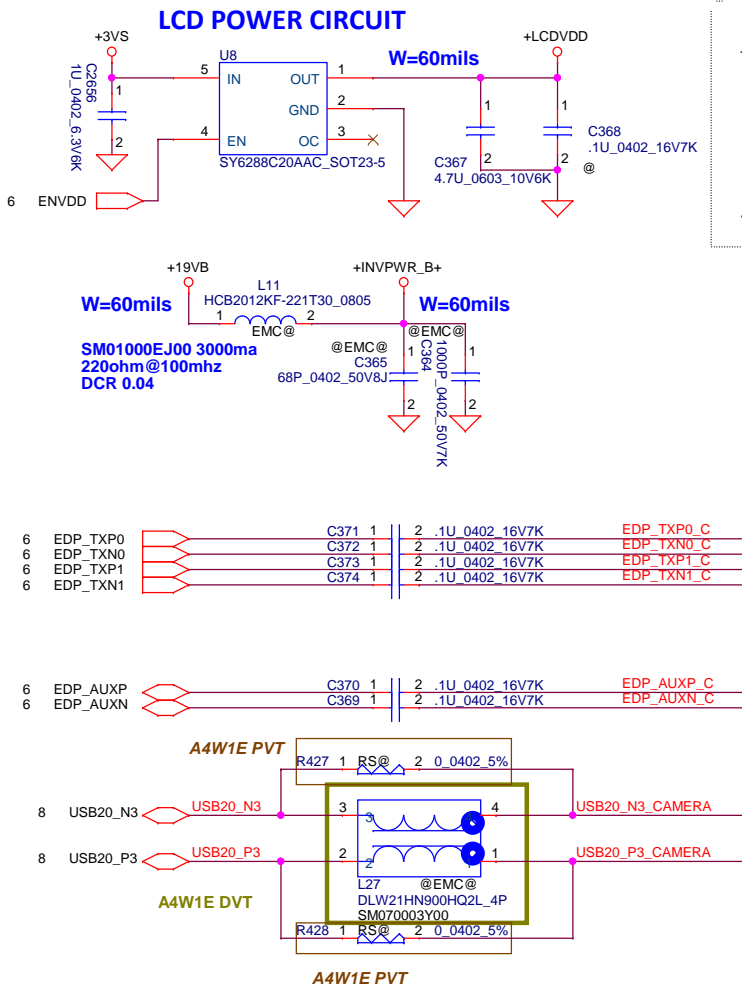 LCD POWER CIRCUIT
+3VS
+LCDVDD
U8
W=60mils
C2656
1U_0402_6.3V6K
1
2
5
IN
OUT
1
GND
2
4
EN
OC
3
SY6288C20AAC_SOT23-5
1
2
C367
4.7U_0603_10V6K
1
2
C368
.1U_0402_16V7K
@
6 ENVDD
+19VB
+INVPWR_B+
L11
HCB2012KF-221T30_0805
W=60mils
W=60mils
1
2
EMC@
SM01000EJ00 3000ma
220ohm@100mhz
DCR 0.04
@EMC@
C365
68P_0402_50V8J
1
2
@EMC@
C364
1000P_0402_50V7K
1
2
6 EDP_TXP0 C371 1 2 .1U_0402_16V7K EDP_TXP0_C
6 EDP_TXN0 C372 1 2 .1U_0402_16V7K EDP_TXN0_C
6 EDP_TXP1 C373 1 2 .1U_0402_16V7K EDP_TXP1_C
6 EDP_TXN1 C374 1 2 .1U_0402_16V7K EDP_TXN1_C
6 EDP_AUXP C370 1 2 .1U_0402_16V7K EDP_AUXP_C
6 EDP_AUXN C369 1 2 .1U_0402_16V7K EDP_AUXN_C
A4W1E PVT
R427 1 RS@ 2 0_0402_5%
8 USB20_N3 USB20_N3 3 3 4 USB20_N3_CAMERA
8 USB20_P3 USB20_P3 2 2 1 USB20_P3_CAMERA
L27 @EMC@
A4W1E DVT
DLW21HN900HQ2L_4P
SM070003Y00
R428 1 RS@ 2 0_0402_5%
A4W1E PVT